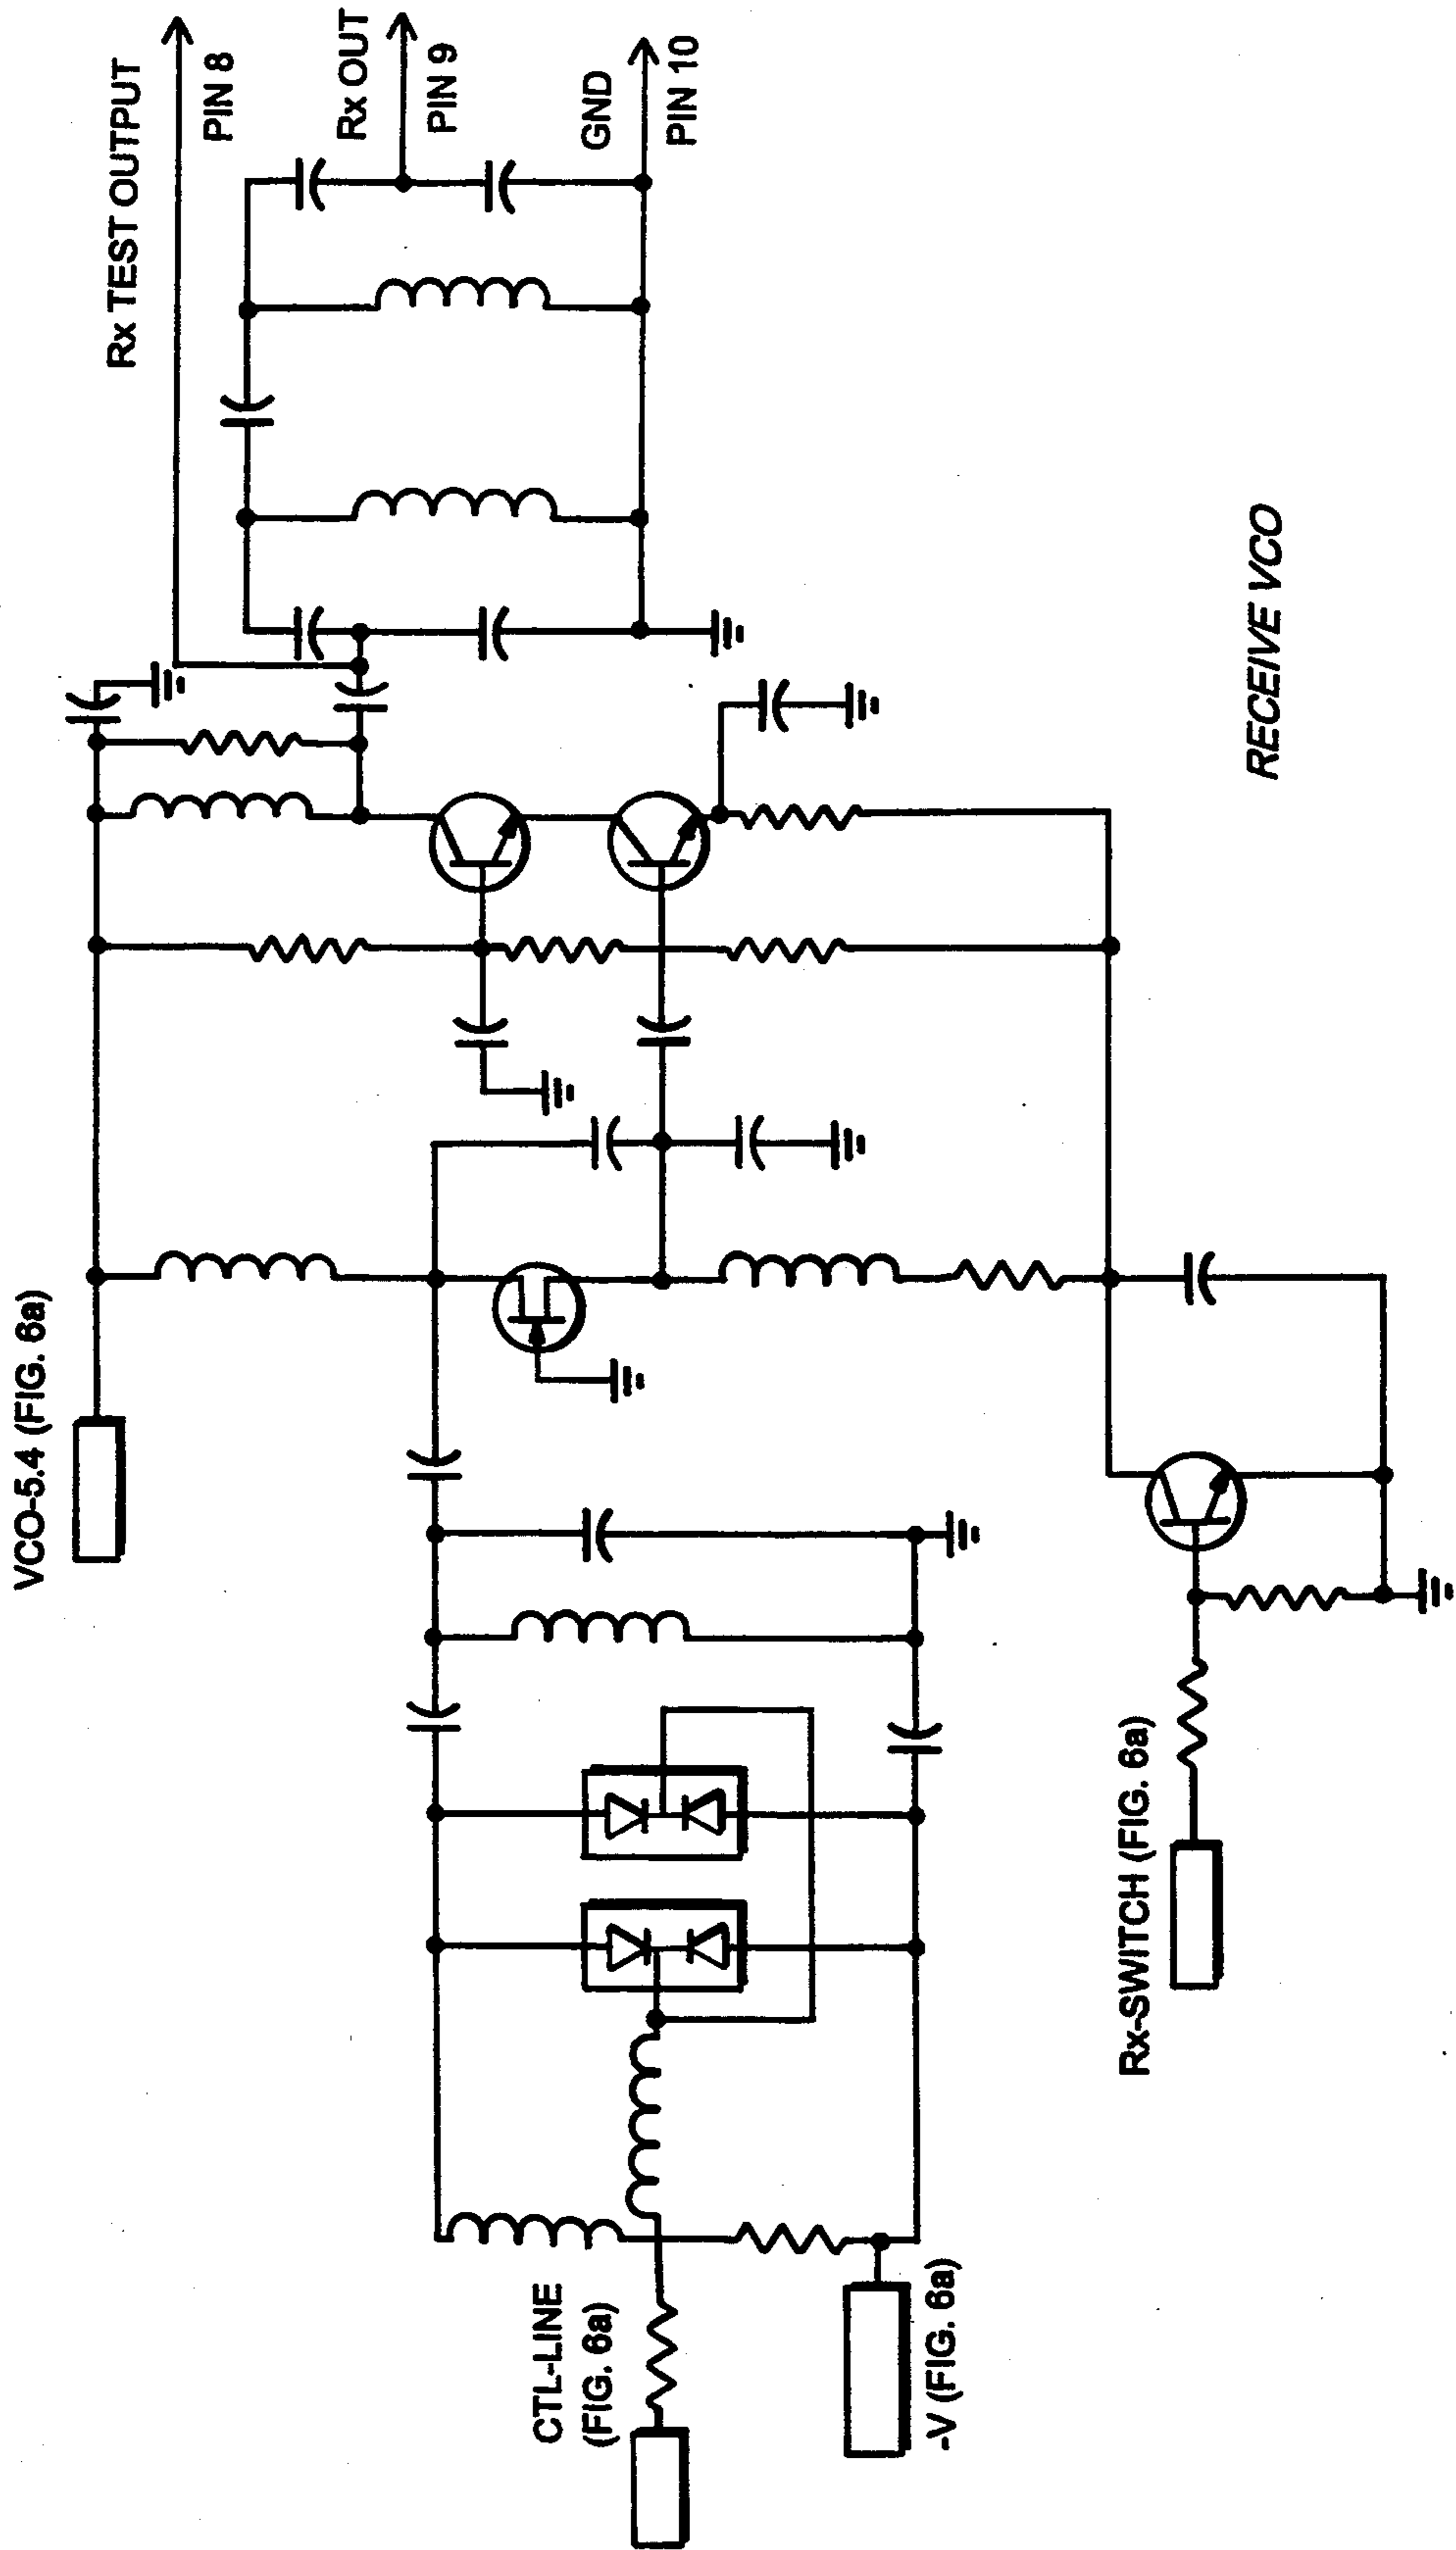 VCO-5.4 (FIG. 6a)
Rx TEST OUTPUT
PIN 8
Rx OUT
PIN 9
GND
PIN 10
CTL-LINE
(FIG. 6a)
-V (FIG. 6a)
Rx-SWITCH (FIG. 6a)
RECEIVE VCO